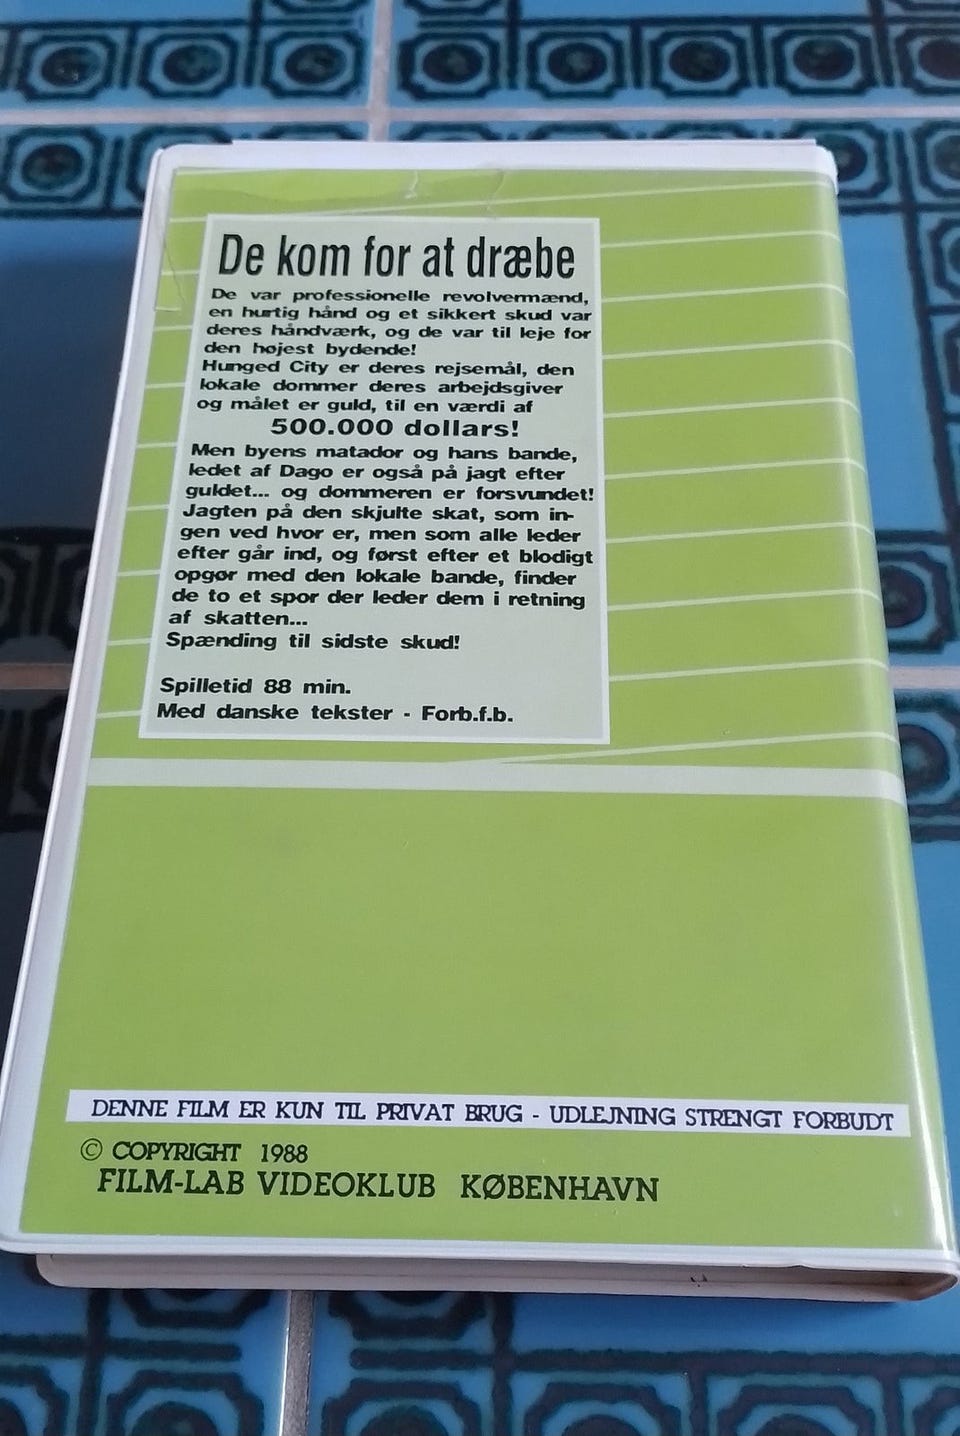 De kom for at dræbe
De var professionelle revolvermænd,
en hurtig hånd og et sikkert skud var
deres håndværk, og de var til leje for
den højest bydende!
Hunged City er deres rejsemål, den
lokale dommer deres arbejdsgiver
og målet er guld, til en værdi af
500.000 dollars!
Men byens matador og hans bande,
ledet af Dago er også på jagt efter
guldet... og dommeren er forsvundet!
Jagten på den skjulte skat, som in-
gen ved hvor er, men som alle leder
efter går ind, og først efter et blodigt
opgør med den lokale bande, finder
de to et spor der leder dem i retning
af skatten...
Spænding til sidste skud!
Spilletid 88 min.
Med danske tekster - Forb.f.b.
DENNE FILM ER KUN TIL PRIVAT BRUG - UDLEJNING STRENGT FORBUDT
© COPYRIGHT 1988
FILM-LAB VIDEOKLUB KØBENHAVN